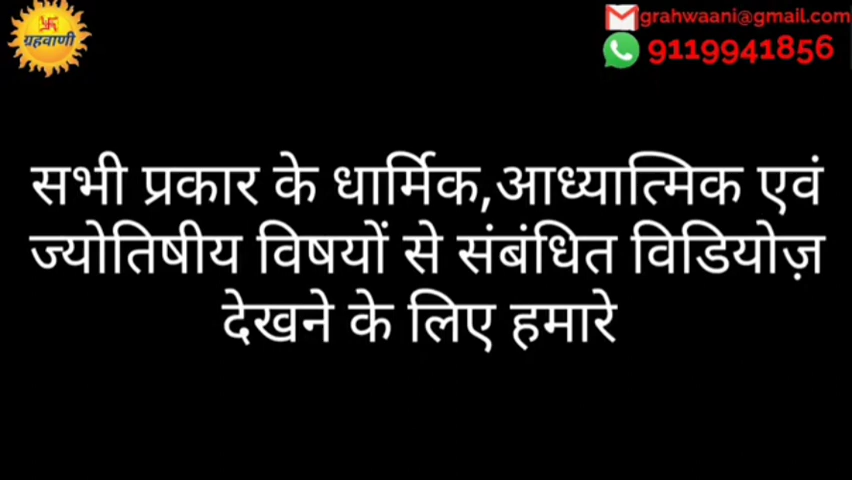 ग्रहवाणी
grahwaani@gmail.com
9119941856
सभी प्रकार के धार्मिक,आध्यात्मिक एवं
ज्योतिषीय विषयों से संबंधित विडियोज़
देखने के लिए हमारे